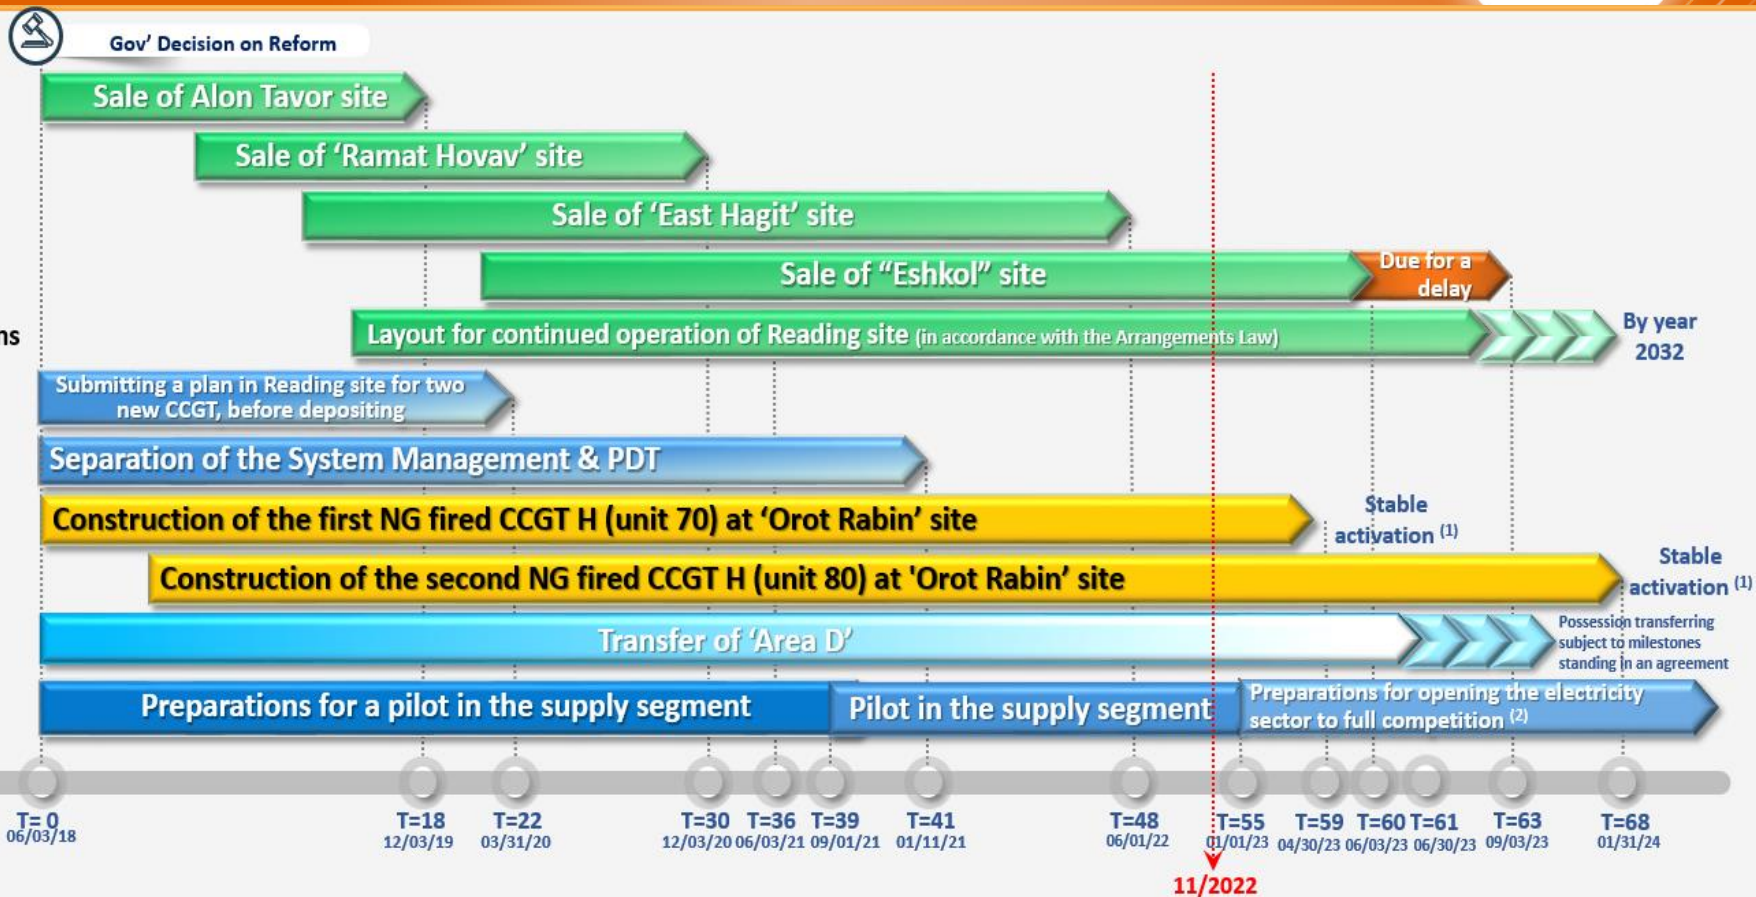 Gov' Decision on Reform
Sale of Alon Tavor site
Sale of ‘Ramat Hovav’ site
Sale of ‘East Hagit’ site
Sale of “Eshkol” site
Due for a
delay
ns
Layout for continued operation of Reading site (in accordance with the Arrangements Law)
By year
2032
Submitting a plan in Reading site for two
new CCGT, before depositing
Separation of the System Management & PDT
Construction of the first NG fired CCGT H (unit 70) at ‘Orot Rabin’ site
Stable
activation (1)
Construction of the second NG fired CCGT H (unit 80) at 'Orot Rabin’ site
Stable
activation (1)
Transfer of ‘Area D’
Possession transferring
subject to milestones
standing in an agreement
Preparations for a pilot in the supply segment
Pilot in the supply segment
Preparations for opening the electricity
sector to full competition (2)
T= 0
06/03/18
T=18
12/03/19
T=22
03/31/20
T=30
12/03/20
T=36
06/03/21
T=39
09/01/21
T=41
01/11/21
T=48
06/01/22
T=55
01/01/23
T=59
04/30/23
T=60
06/03/23
T=61
06/30/23
T=63
09/03/23
T=68
01/31/24
11/2022